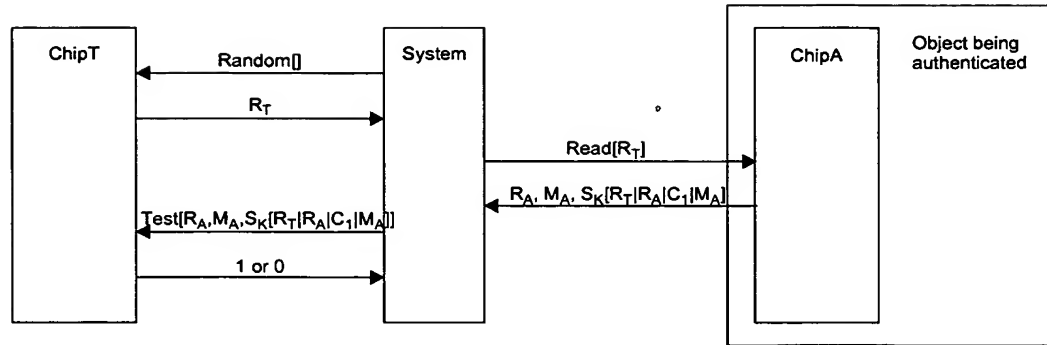 ChipT
System
ChipA
Object being
authenticated
Random[]
R_T
Read[R_T]
R_A, M_A, S_K[R_T|R_A|C_1|M_A]
Test[R_A,M_A,S_K[R_T|R_A|C_1|M_A]]
1 or 0